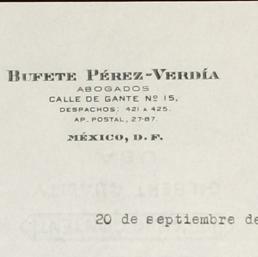 BUFETE PÉREZ-VERDÍA
ABOGADOS
CALLE DE GANTE Nº 15,
DESPACHOS: 421 A 425.
AP. POSTAL, 27-87.
MÉXICO, D. F.
20 de septiembre de